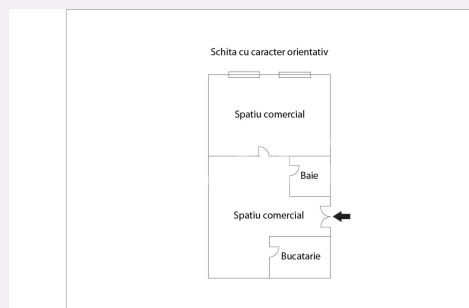 Schita cu caracter orientativ
Spatiu comercial
Baie
Spatiu comercial
Bucatarie